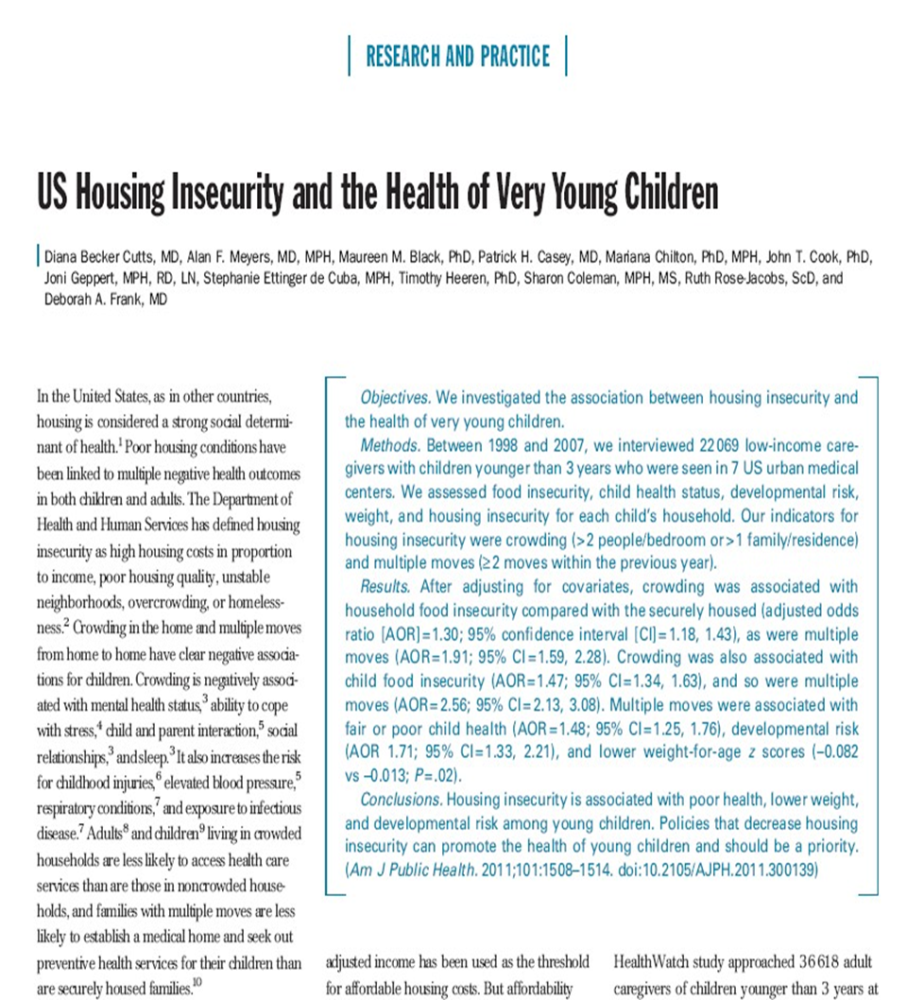 RESEARCH AND PRACTICE
US Housing Insecurity and the Health of Very Young Children
Diana Becker Cutts, MD, Alan F. Meyers, MD, MPH, Maureen M. Black, PhD, Patrick H. Casey, MD, Mariana Chilton, PhD, MPH, John T. Cook, PhD,
Joni Geppert, MPH, RD, LN, Stephanie Ettinger de Cuba, MPH, Timothy Heeren, PhD, Sharon Coleman, MPH, MS, Ruth Rose-Jacobs, ScD, and
Deborah A. Frank, MD
In the United States, as in other countries,
housing is considered a strong social determi-
nant of health.1 Poor housing conditions have
been linked to multiple negative health outcomes
in both children and adults. The Department of
Health and Human Services has defined housing
insecurity as high housing costs in proportion
to income, poor housing quality, unstable
neighborhoods, overcrowding, or homeless-
ness.2 Crowding in the home and multiple moves
from home to home have clear negative associa-
tions for children. Crowding is negatively associ-
ated with mental health status,3 ability to cope
with stress,4 child and parent interaction,5 social
relationships,3 and sleep.3 It also increases the risk
for childhood injuries,6 elevated blood pressure,5
respiratory conditions,7 and exposure to infectious
disease.7 Adults8 and children9 living in crowded
households are less likely to access health care
services than are those in noncrowded house-
holds, and families with multiple moves are less
likely to establish a medical home and seek out
preventive health services for their children than
are securely housed families.10
Objectives. We investigated the association between housing insecurity and
the health of very young children.
Methods. Between 1998 and 2007, we interviewed 22069 low-income care-
givers with children younger than 3 years who were seen in 7 US urban medical
centers. We assessed food insecurity, child health status, developmental risk,
weight, and housing insecurity for each child's household. Our indicators for
housing insecurity were crowding (>2 people/bedroom or>1 family/residence)
and multiple moves (≥2 moves within the previous year).
Results. After adjusting for covariates, crowding was associated with
household food insecurity compared with the securely housed (adjusted odds
ratio [AOR]=1.30; 95% confidence interval [CI]=1.18, 1.43), as were multiple
moves (AOR=1.91; 95% CI=1.59, 2.28). Crowding was also associated with
child food insecurity (AOR=1.47; 95% CI=1.34, 1.63), and so were multiple
moves (AOR=2.56; 95% CI=2.13, 3.08). Multiple moves were associated with
fair or poor child health (AOR=1.48; 95% CI=1.25, 1.76), developmental risk
(AOR 1.71; 95% CI=1.33, 2.21), and lower weight-for-age z scores (–0.082
vs –0.013; P=.02).
Conclusions. Housing insecurity is associated with poor health, lower weight,
and developmental risk among young children. Policies that decrease housing
insecurity can promote the health of young children and should be a priority.
(Am J Public Health. 2011;101:1508–1514. doi:10.2105/AJPH.2011.300139)
adjusted income has been used as the threshold
for affordable housing costs. But affordability
HealthWatch study approached 36618 adult
caregivers of children younger than 3 years at